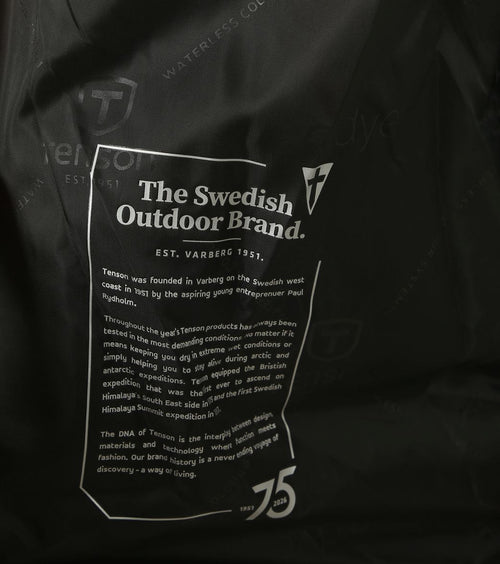 WATERLESS COL
T
Tenson
EST 1951
dye
The Swedish
Outdoor Brand.
EST. VARBERG 1951.
Tenson was founded in Varberg on the Swedish west
coast in 1951 by the aspiring young entreprenuer Paul
Rydholm.
Throughout the year's Tenson products has always been
tested in the most demanding conditions no matter if it
means keeping you dry in extreme wet conditions or
simply helping you to stay alive during arctic and
antarctic expeditions. Tenson equipped the Bristish
expedition that was the first ever to ascend on
Himalaya's south East side in and the first Swedish
Himalaya Summit expedition in
The DNA of Tenson is the interplay between design,
materials and technology where function meets
fashion. Our brand history is a never ending voyage of
discovery - a way of living.
1951 75 2026